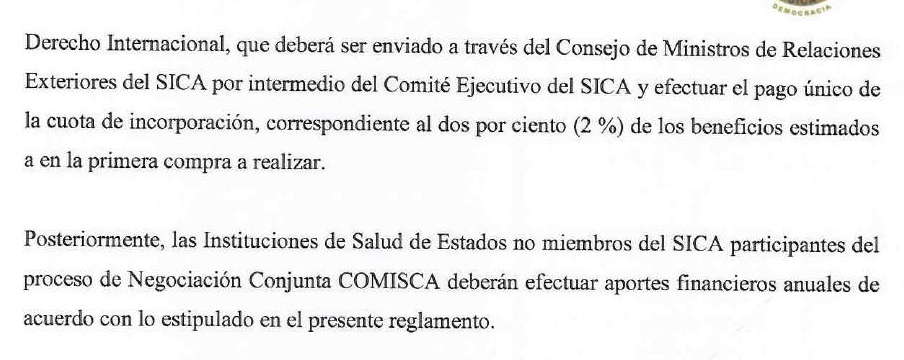 DEMOCRACIA
Derecho Internacional, que deberá ser enviado a través del Consejo de Ministros de Relaciones
Exteriores del SICA por intermedio del Comité Ejecutivo del SICA y efectuar el pago único de
la cuota de incorporación, correspondiente al dos por ciento (2 %) de los beneficios estimados
a en la primera compra a realizar.
Posteriormente, las Instituciones de Salud de Estados no miembros del SICA participantes del
proceso de Negociación Conjunta COMISCA deberán efectuar aportes financieros anuales de
acuerdo con lo estipulado en el presente reglamento.